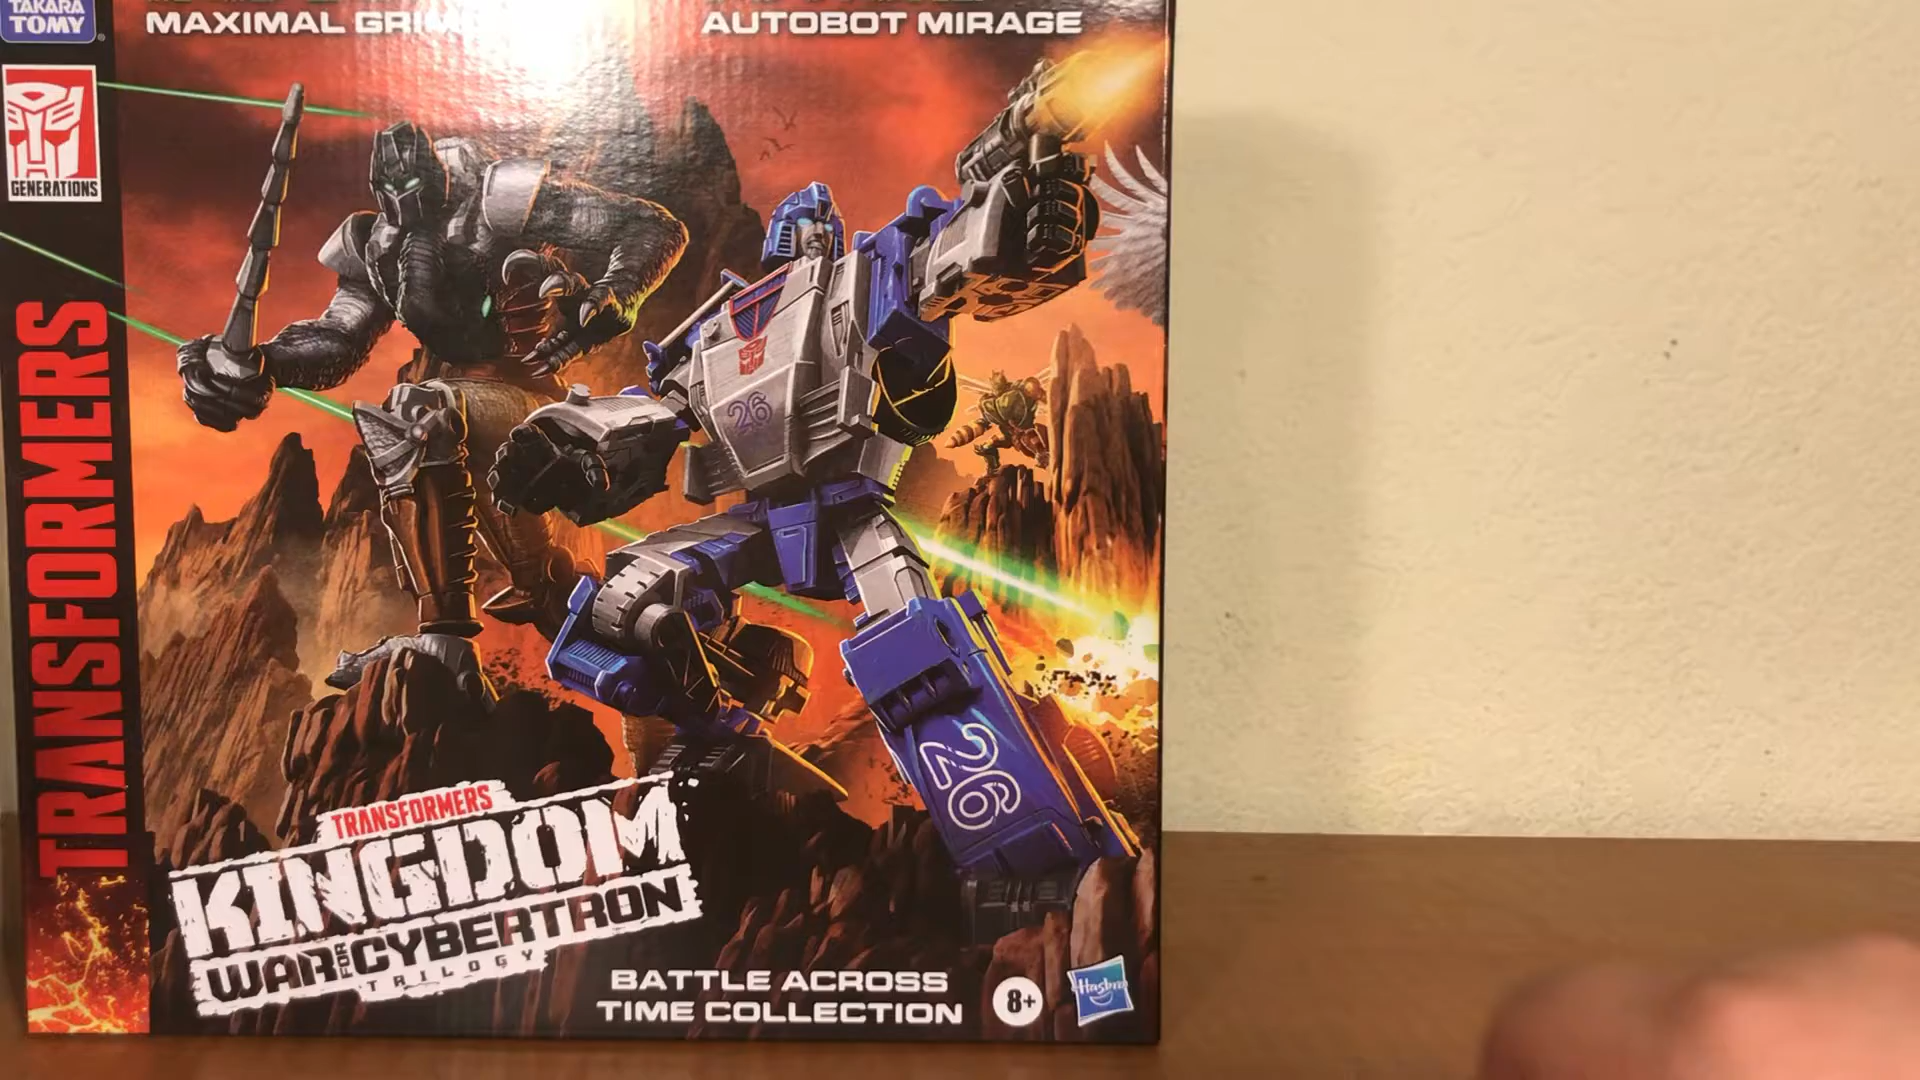 TAKARA
TOMY
MAXIMAL
AUTOBOT MIRAGE
GENERATIONS
TRANSFORMERS
26
26
TRANSFORMERS
KINGDOM
WAR FOR CYBERTRON
TRILOGY
BATTLE ACROSS
TIME COLLECTION
8+
Hasbro